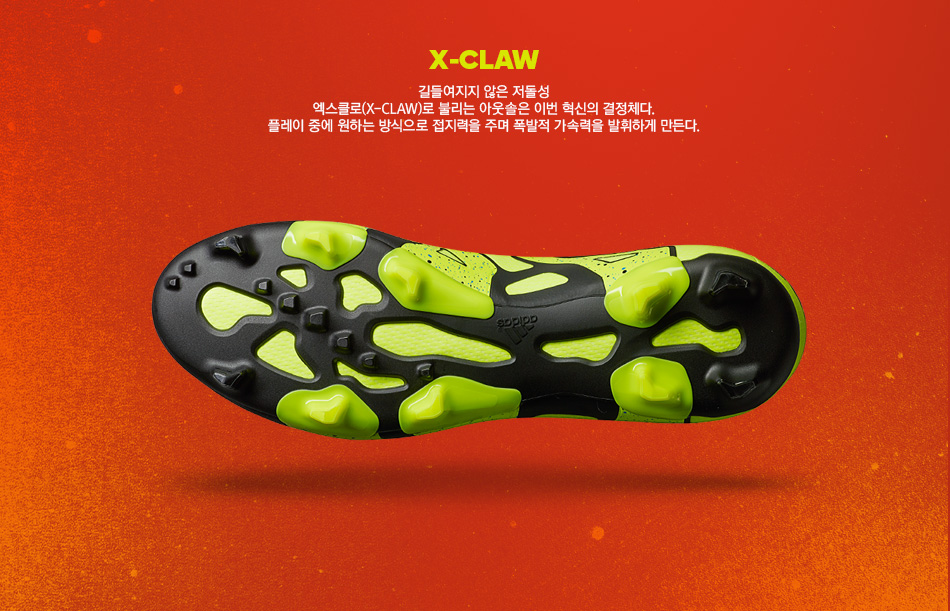 X-CLAW
길들여지지 않은 저돌성
엑스클로(X-CLAW)로 불리는 아웃솔은 이번 혁신의 결정체다.
플레이 중에 원하는 방식으로 접지력을 주며 폭발적 가속력을 발휘하게 만든다.
adidas